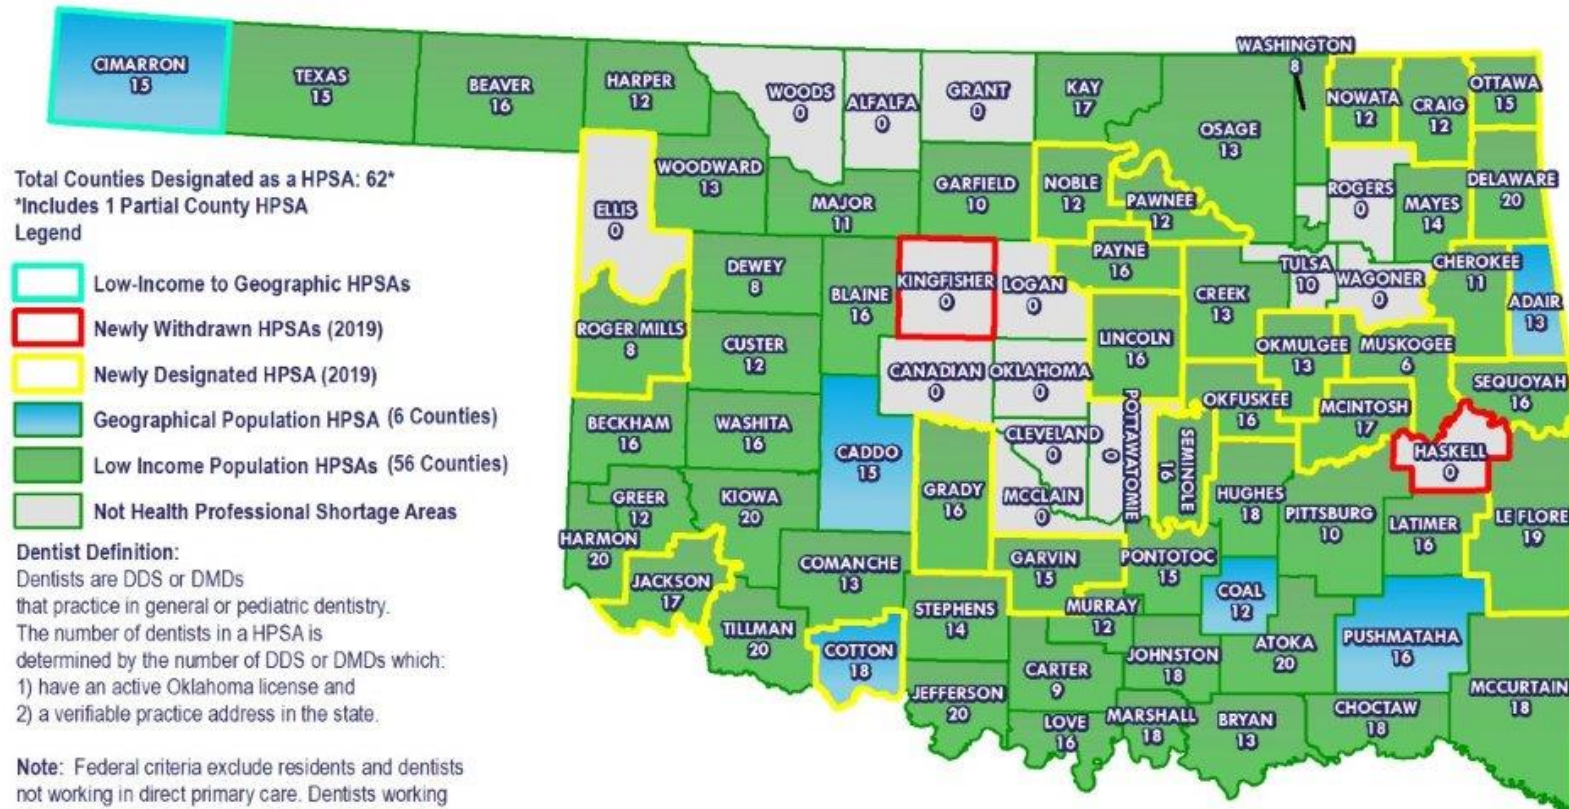 WASHINGTON
8
CIMARRON
15
TEXAS
15
BEAVER
16
HARPER
12
WOODS
0
ALFALFA
0
GRANT
0
KAY
17
OSAGE
13
NOWATA
12
CRAIG
12
OTTAWA
15
WOODWARD
13
ELLIS
0
MAJOR
11
GARFIELD
10
NOBLE
12
PAWNEE
12
ROGERS
0
MAYES
14
DELAWARE
20
Total Counties Designated as a HPSA: 62*
*Includes 1 Partial County HPSA
Legend
Low-Income to Geographic HPSAs
Newly Withdrawn HPSAs (2019)
Newly Designated HPSA (2019)
Geographical Population HPSA (6 Counties)
Low Income Population HPSAs (56 Counties)
Not Health Professional Shortage Areas
DEWEY
8
BLAINE
16
KINGFISHER
0
LOGAN
0
PAYNE
16
CREEK
13
TULSA
10
WAGONER
0
CHEROKEE
11
ADAIR
13
ROGER MILLS
8
CUSTER
12
CANADIAN
0
OKLAHOMA
0
LINCOLN
16
OKMULGEE
13
MUSKOGEE
6
SEQUOYAH
16
BECKHAM
16
WASHITA
16
CADDO
15
GRADY
16
CLEVELAND
0
MCCLAIN
0
POTTAWATOMIE
0
SEMINOLE
16
OKFUSKEE
16
MCINTOSH
17
HASKELL
0
GREER
12
KIOWA
20
HARMON
20
JACKSON
17
COMANCHE
13
GARVIN
15
PONTOTOC
15
HUGHES
18
PITTSBURG
10
LATIMER
16
LE FLORE
19
TILLMAN
20
COTTON
18
STEPHENS
14
MURRAY
12
COAL
12
ATOKA
20
PUSHMATAHA
16
JEFFERSON
20
CARTER
9
JOHNSTON
18
LOVE
16
MARSHALL
18
BRYAN
13
CHOCTAW
18
MCCURTAIN
18
Dentist Definition:
Dentists are DDS or DMDs
that practice in general or pediatric dentistry.
The number of dentists in a HPSA is
determined by the number of DDS or DMDs which:
1) have an active Oklahoma license and
2) a verifiable practice address in the state.
Note: Federal criteria exclude residents and dentists
not working in direct primary care. Dentists working